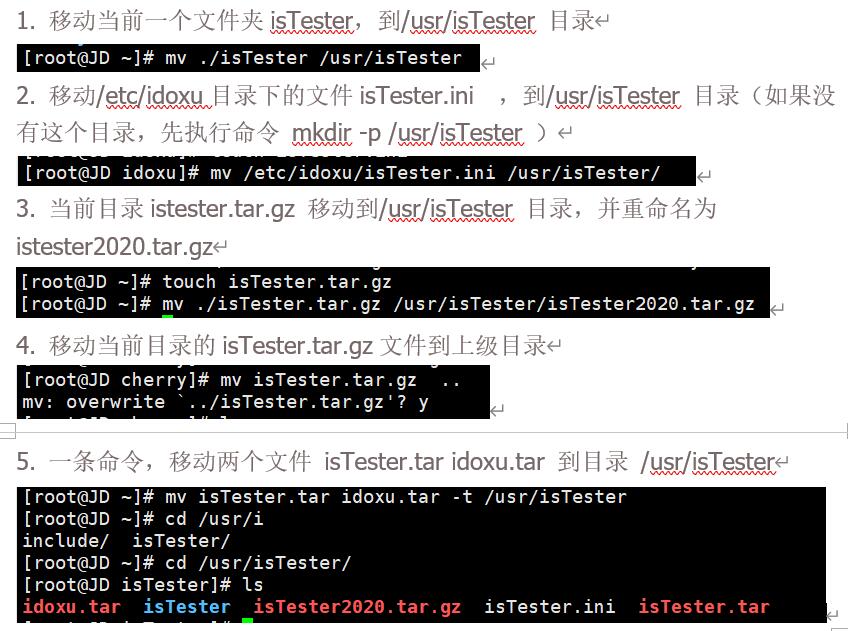 1. 移动当前一个文件夹 isTester，到/usr/isTester 目录
[root@JD ~]# mv ./isTester /usr/isTester
2. 移动/etc/idoxu 目录下的文件 isTester.ini ，到/usr/isTester 目录（如果没
有这个目录，先执行命令 mkdir -p /usr/isTester ）
[root@JD idoxu]# mv /etc/idoxu/isTester.ini /usr/isTester/
3. 当前目录 istester.tar.gz 移动到/usr/isTester 目录，并重命名为
istester2020.tar.gz
[root@JD ~]# touch isTester.tar.gz
[root@JD ~]# mv ./isTester.tar.gz /usr/isTester/isTester2020.tar.gz
4. 移动当前目录的 isTester.tar.gz 文件到上级目录
[root@JD cherry]# mv isTester.tar.gz ..
mv: overwrite `../isTester.tar.gz'? y
5. 一条命令，移动两个文件 isTester.tar idoxu.tar 到目录 /usr/isTester
[root@JD ~]# mv isTester.tar idoxu.tar -t /usr/isTester
[root@JD ~]# cd /usr/i
include/ isTester/
[root@JD ~]# cd /usr/isTester/
[root@JD isTester]# ls
idoxu.tar isTester isTester2020.tar.gz isTester.ini isTester.tar